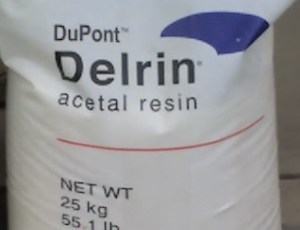 DuPont™
Delrin®
acetal resin
NET WT
25 kg
55.1 lb